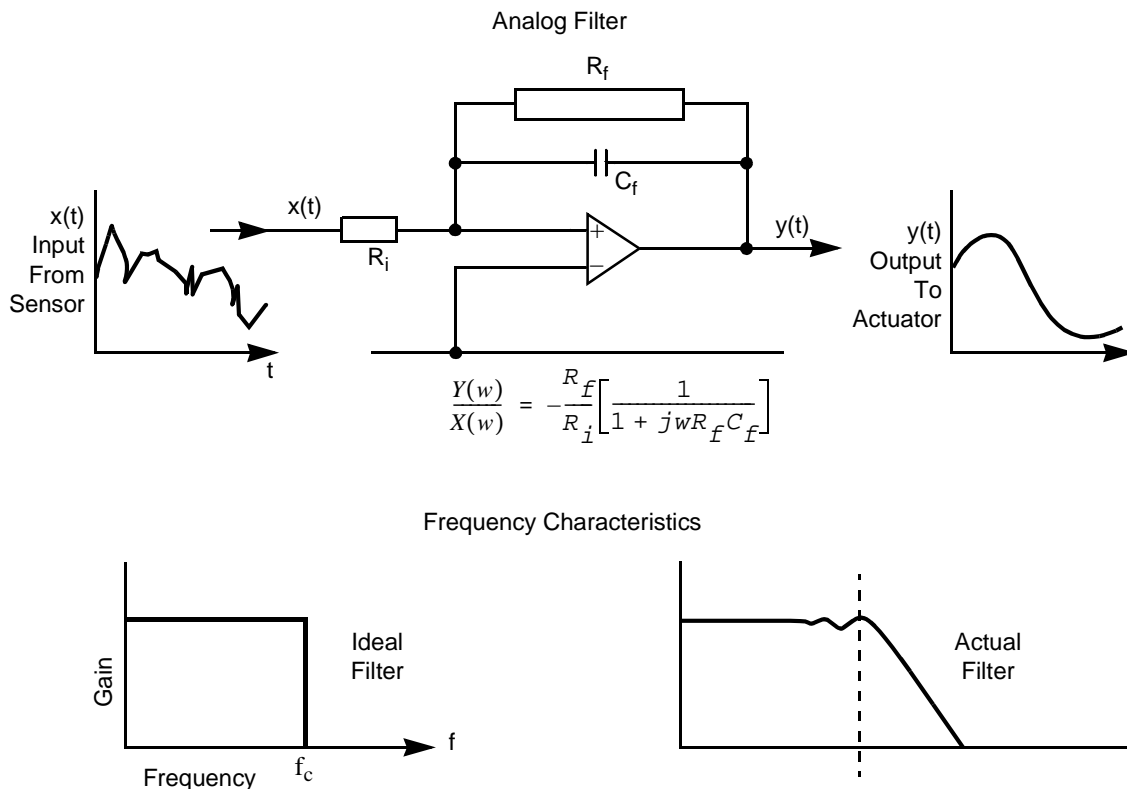 Analog Filter
Rf
Cf
x(t)
Input
From
Sensor
t
x(t)
Ri
+
−
y(t)
y(t)
Output
To
Actuator
Y(w)/X(w) = −Rf/Ri[1/(1 + jwRfCf)]
Frequency Characteristics
Gain
Ideal
Filter
f
fc
Frequency
Actual
Filter